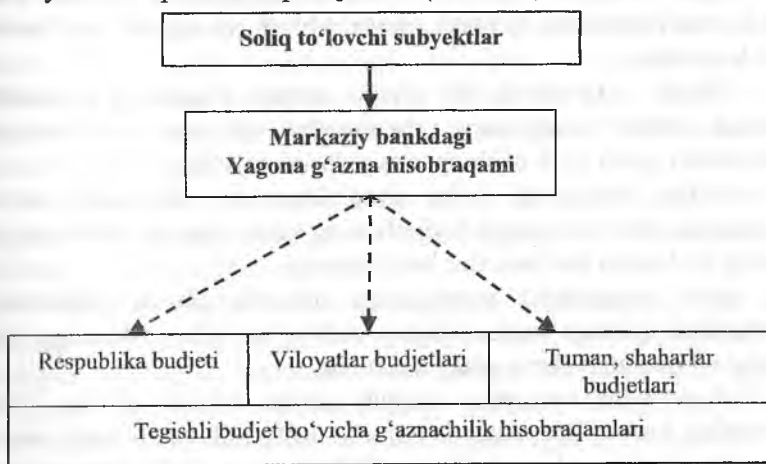 Soliq to‘lovchi subyektlar
Markaziy bankdagi
Yagona g‘azna hisobraqami
Respublika budjeti
Viloyatlar budjetlari
Tuman, shaharlar
budjetlari
Tegishli budjet bo‘yicha g‘aznachilik hisobraqamlari